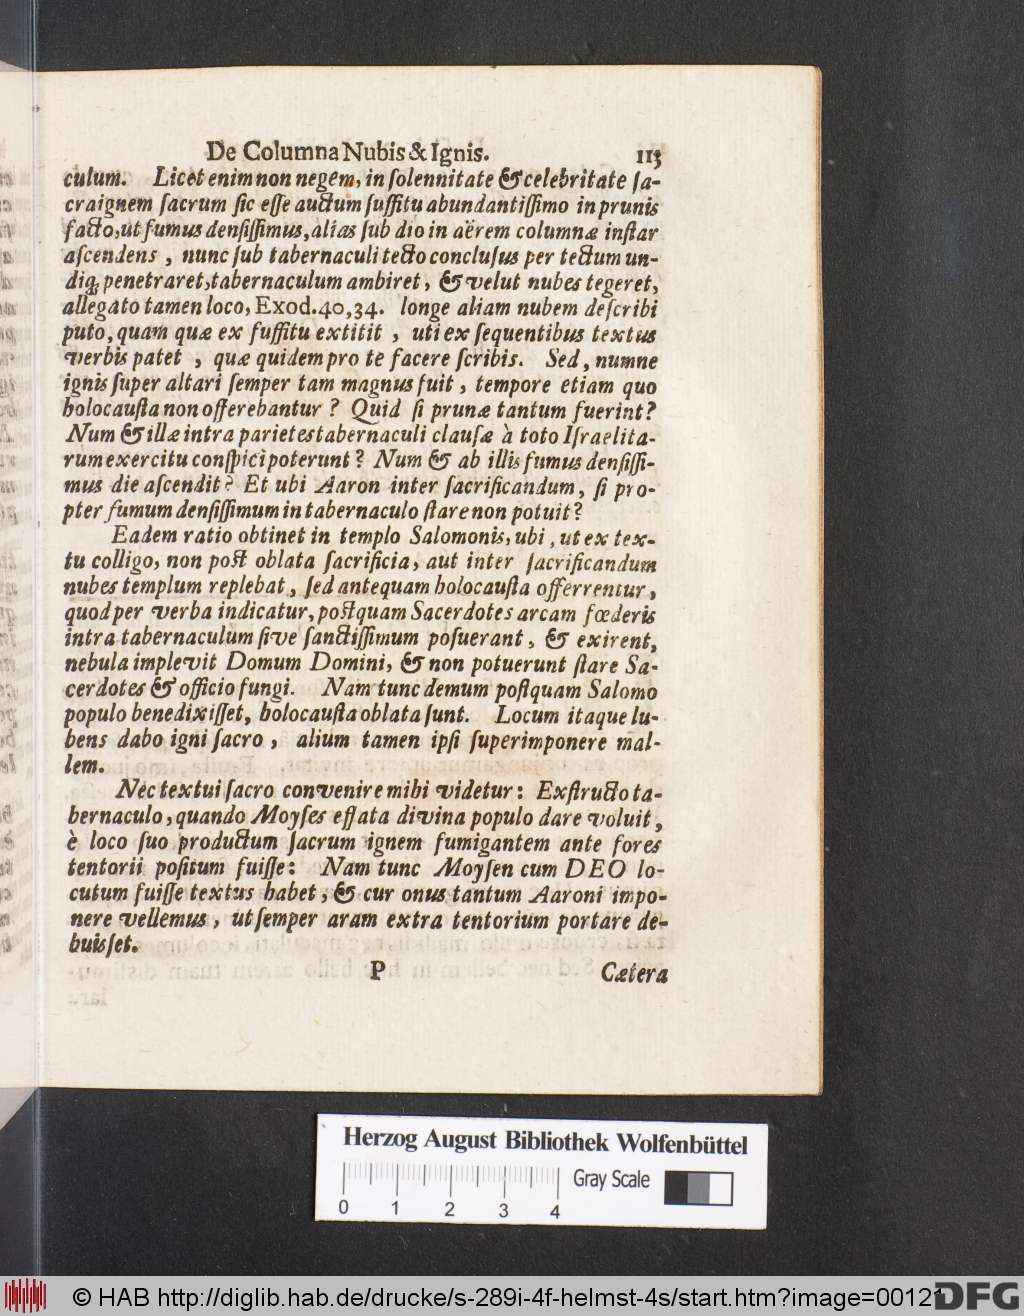 De Columna Nubis & Ignis. 113
culum. Licet enim non negem, in ſolennitate & celebritate ſa-
cra ignem ſacrum ſic eſſe auctum ſuffitu abundantiſſimo in prunis
facto, ut fumus denſiſſimus, alias ſub dio in aërem columnæ inſtar
aſcendens, nunc ſub tabernaculi tecto concluſus per tectum un-
diq; penetraret, tabernaculum ambiret, & velut nubes tegeret,
allegato tamen loco, Exod. 40, 34. longe aliam nubem deſcribi
puto, quam quæ ex ſuffitu extitit, uti ex ſequentibus textus
verbis patet, quæ quidem pro te facere ſcribis. Sed, numne
ignis ſuper altari ſemper tam magnus fuit, tempore etiam quo
holocauſta non offerebantur? Quid ſi prunæ tantum fuerint?
Num & illæ intra parietes tabernaculi clauſæ à toto Iſraelita-
rum exercitu conſpici poterunt? Num & ab illis fumus denſiſſi-
mus die aſcendit? Et ubi Aaron inter ſacrificandum, ſi pro-
pter fumum denſiſſimum in tabernaculo ſtare non potuit?
Eadem ratio obtinet in templo Salomonis, ubi, ut ex tex-
tu colligo, non poſt oblata ſacrificia, aut inter ſacrificandum
nubes templum replebat, ſed antequam holocauſta offerrentur,
quod per verba indicatur, poſtquam Sacerdotes arcam fœderis
intra tabernaculum ſive ſanctiſſimum poſuerant, & exirent,
nebula implevit Domum Domini, & non potuerunt ſtare Sa-
cerdotes & officio fungi. Nam tunc demum poſtquam Salomo
populo benedixiſſet, holocauſta oblata ſunt. Locum itaque lu-
bens dabo igni ſacro, alium tamen ipſi ſuperimponere mal-
lem.
Nec textui ſacro convenire mihi videtur: Exſtructo ta-
bernaculo, quando Moyſes effata divina populo dare voluit,
è loco ſuo productum ſacrum ignem fumigantem ante fores
tentorii poſitum fuiſſe: Nam tunc Moyſen cum DEO lo-
cutum fuiſſe textus habet, & cur onus tantum Aaroni impo-
nere vellemus, ut ſemper aram extra tentorium portare de-
buiſſet.
P Cætera
Herzog August Bibliothek Wolfenbüttel
Gray Scale
0 1 2 3 4
© HAB http://diglib.hab.de/drucke/s-289i-4f-helmst-4s/start.htm?image=00121
DFG